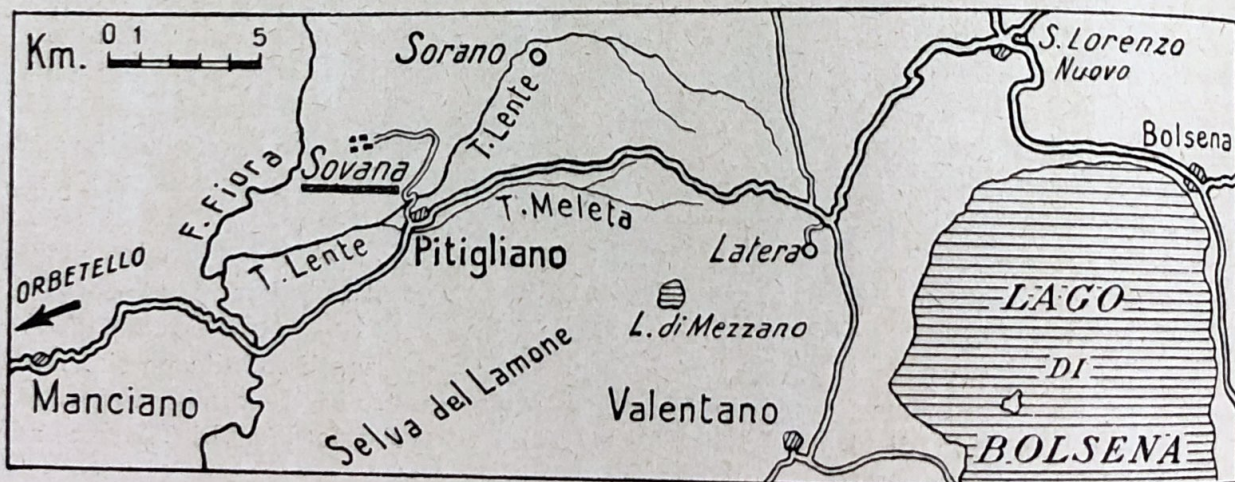 Km. 0 1 5
Sorano
S. Lorenzo
Nuovo
T. Lente
Bolsena
Sovana
F. Fiora
T. Meleta
Pitigliano
T. Lente
Latera
ORBETELLO
L. di Mezzano
LAGO
DI
BOLSENA
Manciano
Selva del Lamone
Valentano